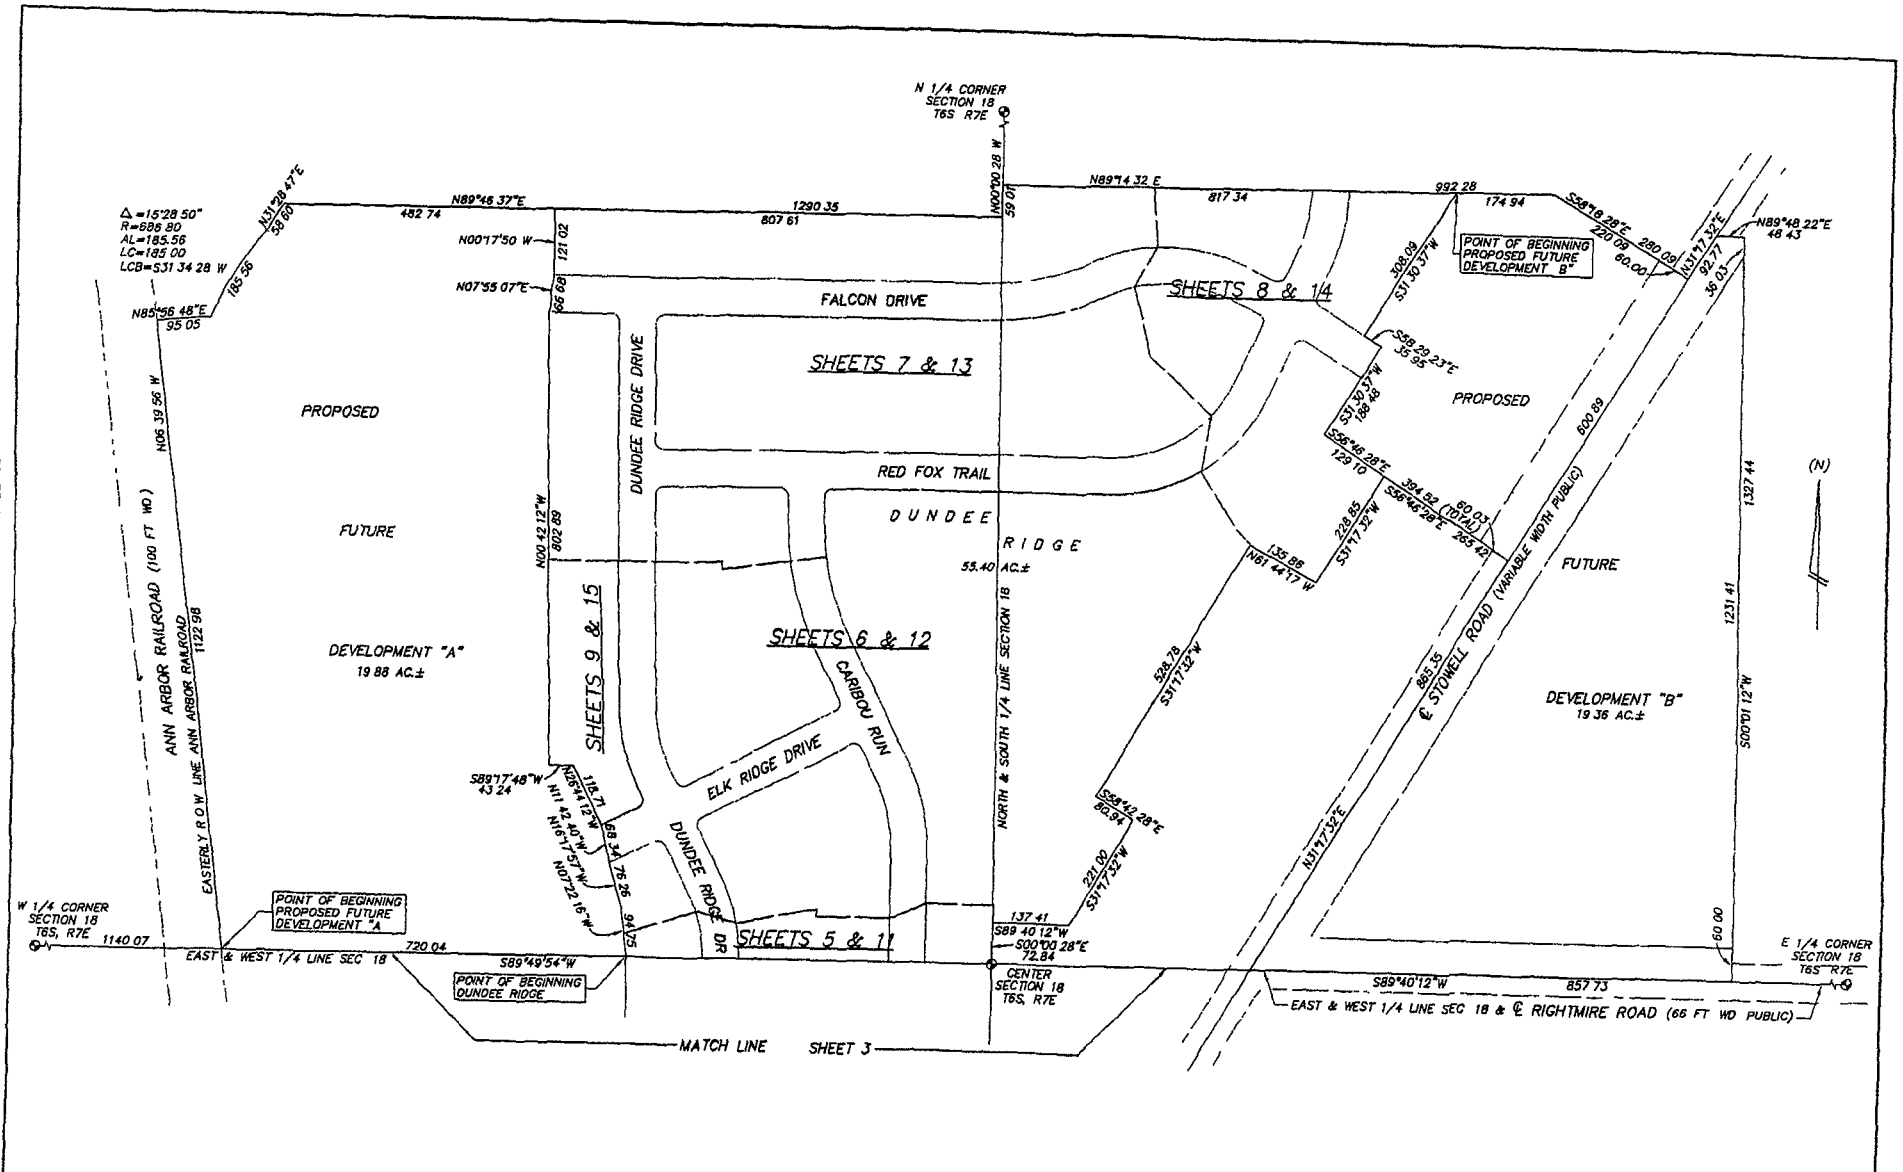 N 1/4 CORNER
SECTION 18
T6S R7E
N00°00 28 W
59 01
N31°28 47"E
58 60
N89°46 37"E
482 74
1290 35
807 61
N89°14 32 E
817 34
992 28
174 94
S58°18 28"E
220 09
280.09
60.00
N31°17 32"E
92.77
36 03
N89°48 22"E
48 43
Δ =15°28 50"
R=686 80
AL=185.56
LC=185 00
LCB=S31 34 28 W
185 56
N00°17'50 W
121 02
N07°55 07"E
66 68
N85°56 48"E
95 05
FALCON DRIVE
SHEETS 8 & 14
308.09
S31 30 37"W
POINT OF BEGINNING
PROPOSED FUTURE
DEVELOPMENT B"
SHEETS 7 & 13
S58 29 23"E
35 95
S31 30 37"W
188 48
PROPOSED
PROPOSED
N06 39 56 W
DUNDEE RIDGE DRIVE
S56°46 28"E
129 10
RED FOX TRAIL
394 52 (TOTAL)
60 03
S56°46'28"E
265 42
600 89
(N)
1327 44
DUNDEE
RIDGE
55.40 AC.±
228.85
S31°17 32"W
135.86
N61 44'17 W
FUTURE
FUTURE
N00 42 12"W
802 89
ANN ARBOR RAILROAD (100 FT WD)
EASTERLY R O W LINE ANN ARBOR RAILROAD
1122 98
SHEETS 9 & 15
SHEETS 6 & 12
CARIBOU RUN
NORTH & SOUTH 1/4 LINE SECTION 18
528.78
S31°17'32"W
865.35
℄ STOWELL ROAD (VARIABLE WIDTH PUBLIC)
1231 41
DEVELOPMENT "A"
19 88 AC.±
DEVELOPMENT "B"
19 36 AC.±
S00°01 12"W
ELK RIDGE DRIVE
S89°17'48"W
43 24
118.71
N26°44 12"W
N11 42 40"W
68 34
N16°17'57"W
76 26
N07°22 16"W
94.75
DUNDEE RIDGE DR
S58°42 28"E
80.94
221 00
S31°17'32"W
N31°17'32"E
60 00
W 1/4 CORNER
SECTION 18
T6S, R7E
POINT OF BEGINNING
PROPOSED FUTURE
DEVELOPMENT "A
1140 07
720.04
EAST & WEST 1/4 LINE SEC 18
S89°49'54"W
POINT OF BEGINNING
DUNDEE RIDGE
SHEETS 5 & 11
137 41
S89 40 12"W
S00°00 28"E
72.84
CENTER
SECTION 18
T6S, R7E
S89°40'12"W
857 73
E 1/4 CORNER
SECTION 18
T6S R7E
EAST & WEST 1/4 LINE SEC 18 & ℄ RIGHTMIRE ROAD (66 FT WD PUBLIC)
MATCH LINE SHEET 3